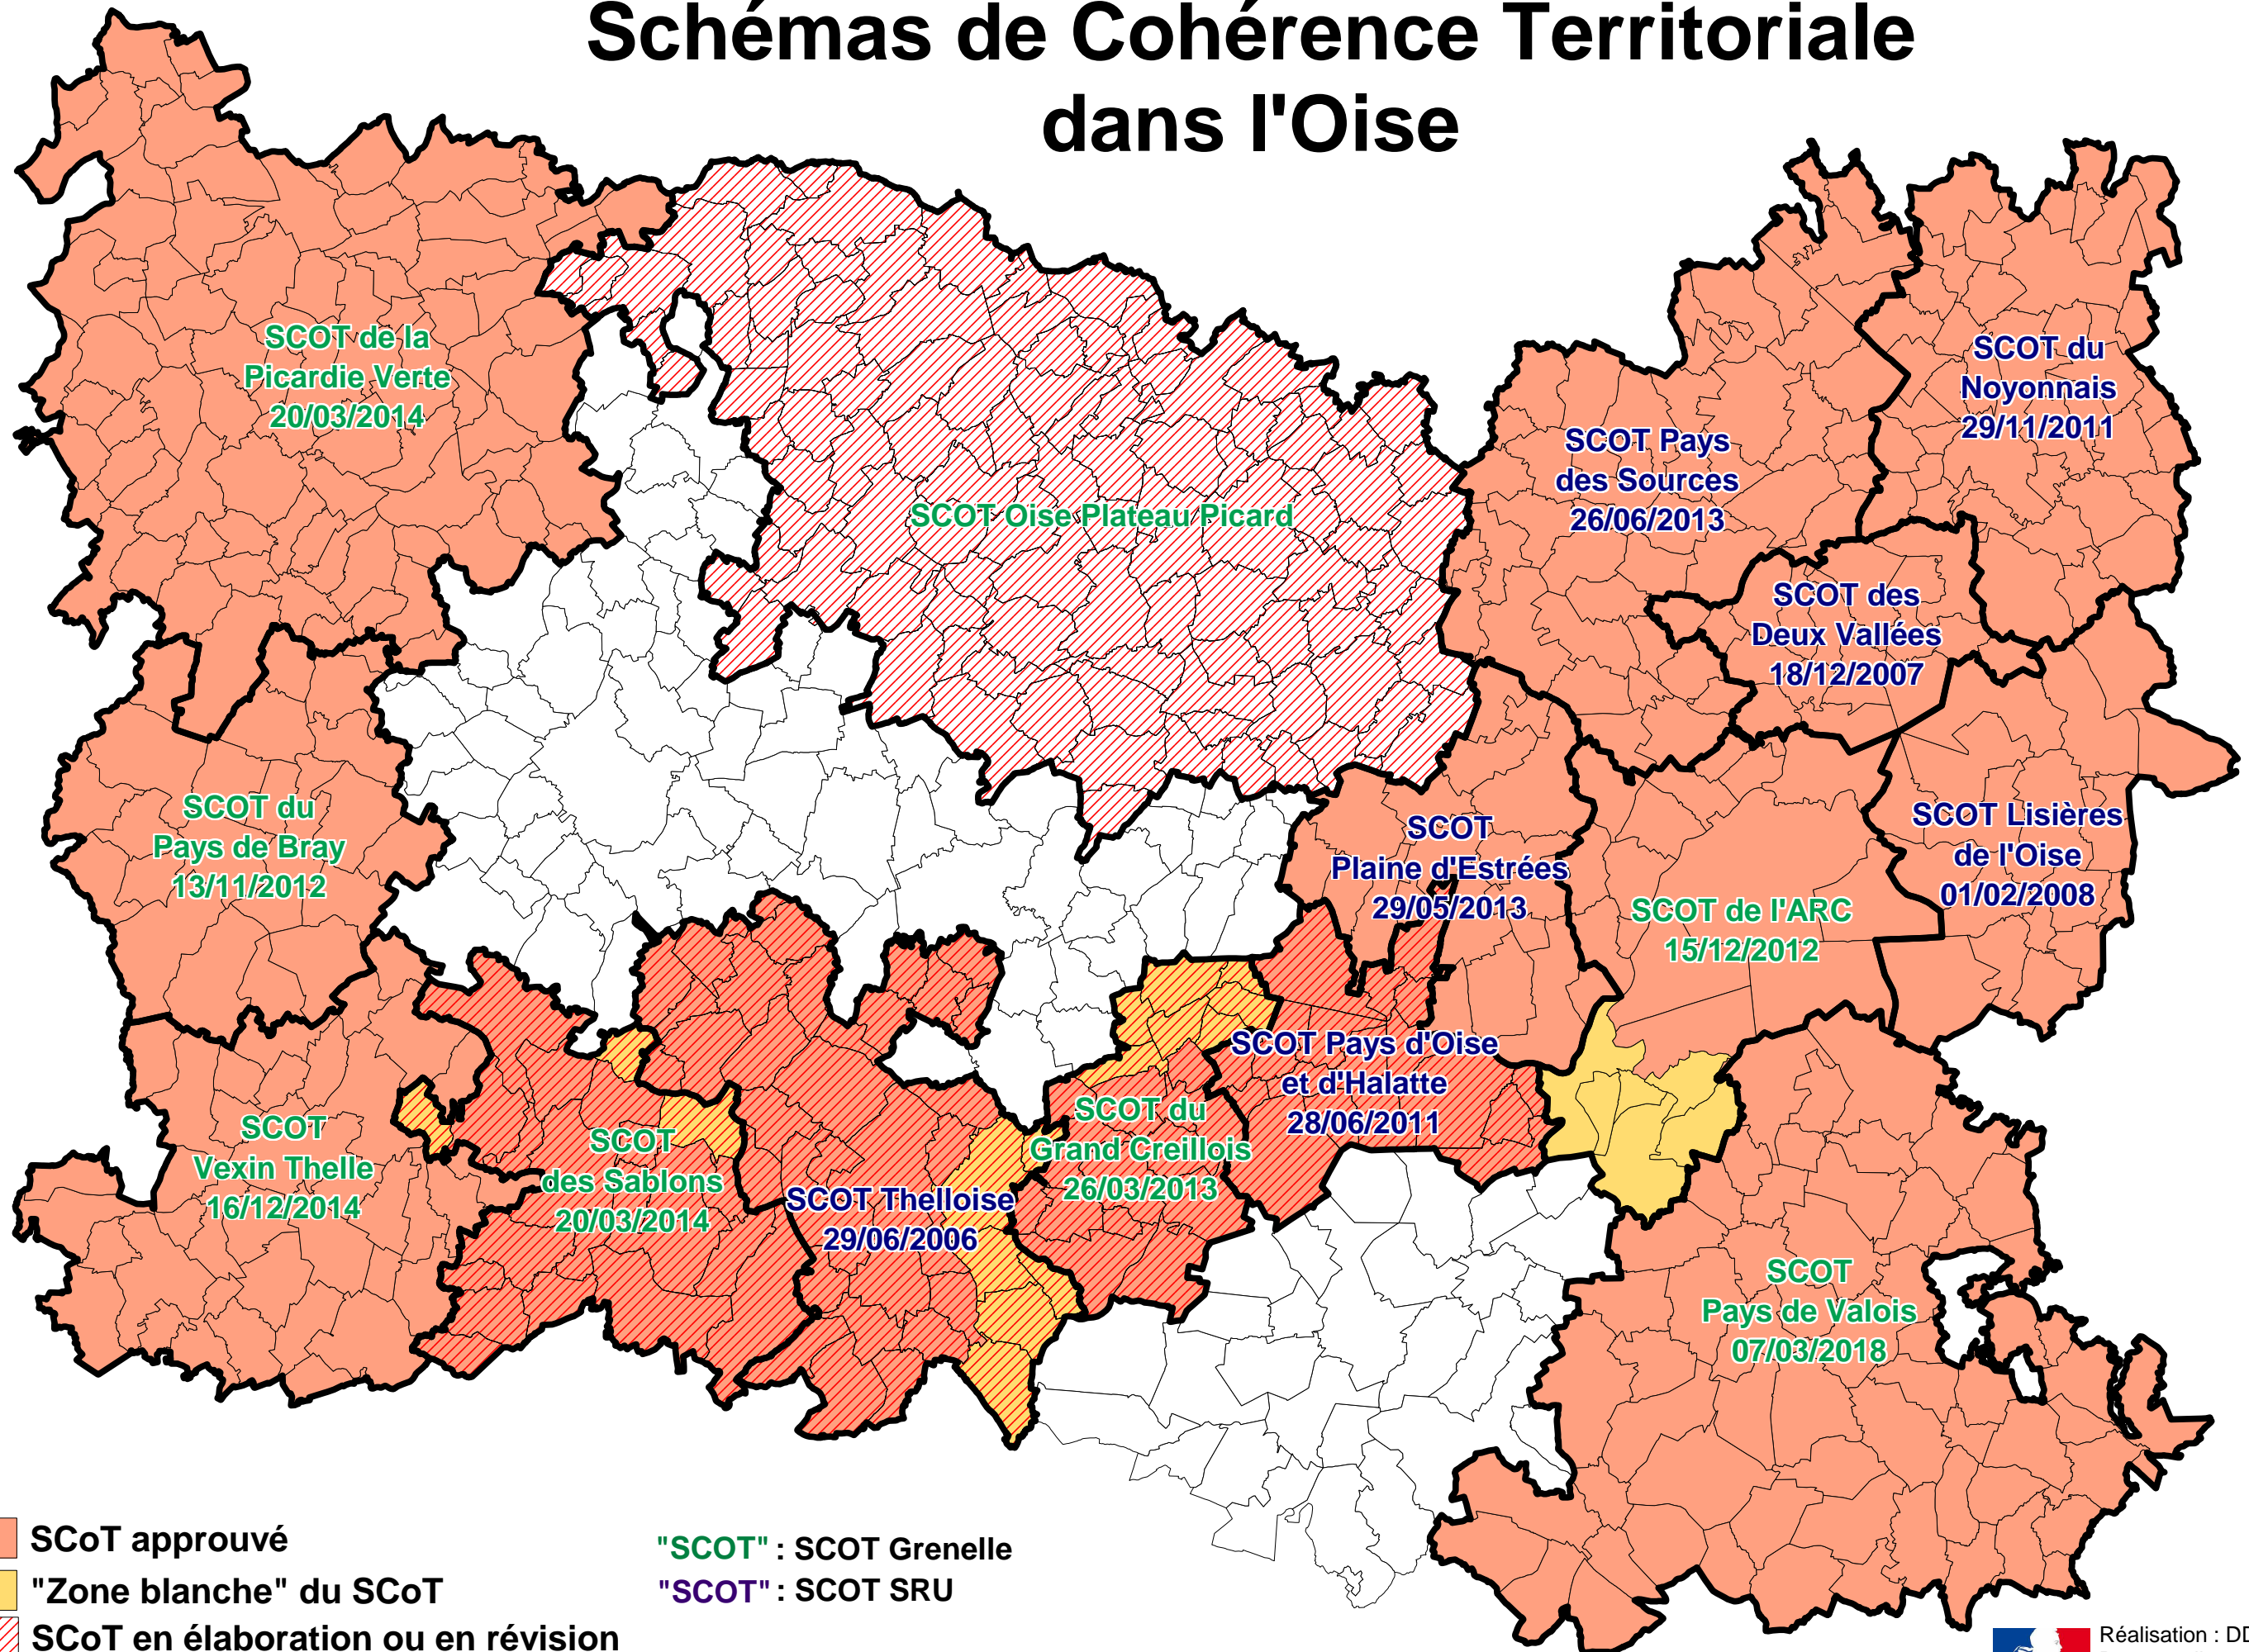 Schémas de Cohérence Territoriale
dans l'Oise
SCOT de la
Picardie Verte
20/03/2014
SCOT du
Noyonnais
29/11/2011
SCOT Pays
des Sources
26/06/2013
SCOT Oise Plateau Picard
SCOT des
Deux Vallées
18/12/2007
SCOT du
Pays de Bray
13/11/2012
SCOT
Plaine d'Estrées
29/05/2013
SCOT Lisières
de l'Oise
01/02/2008
SCOT de l'ARC
15/12/2012
SCOT Pays d'Oise
et d'Halatte
28/06/2011
SCOT du
Grand Creillois
26/03/2013
SCOT
Vexin Thelle
16/12/2014
SCOT
des Sablons
20/03/2014
SCOT Thelloise
29/06/2006
SCOT
Pays de Valois
07/03/2018
SCoT approuvé
"Zone blanche" du SCoT
SCoT en élaboration ou en révision
"SCOT" : SCOT Grenelle
"SCOT" : SCOT SRU
Réalisation :